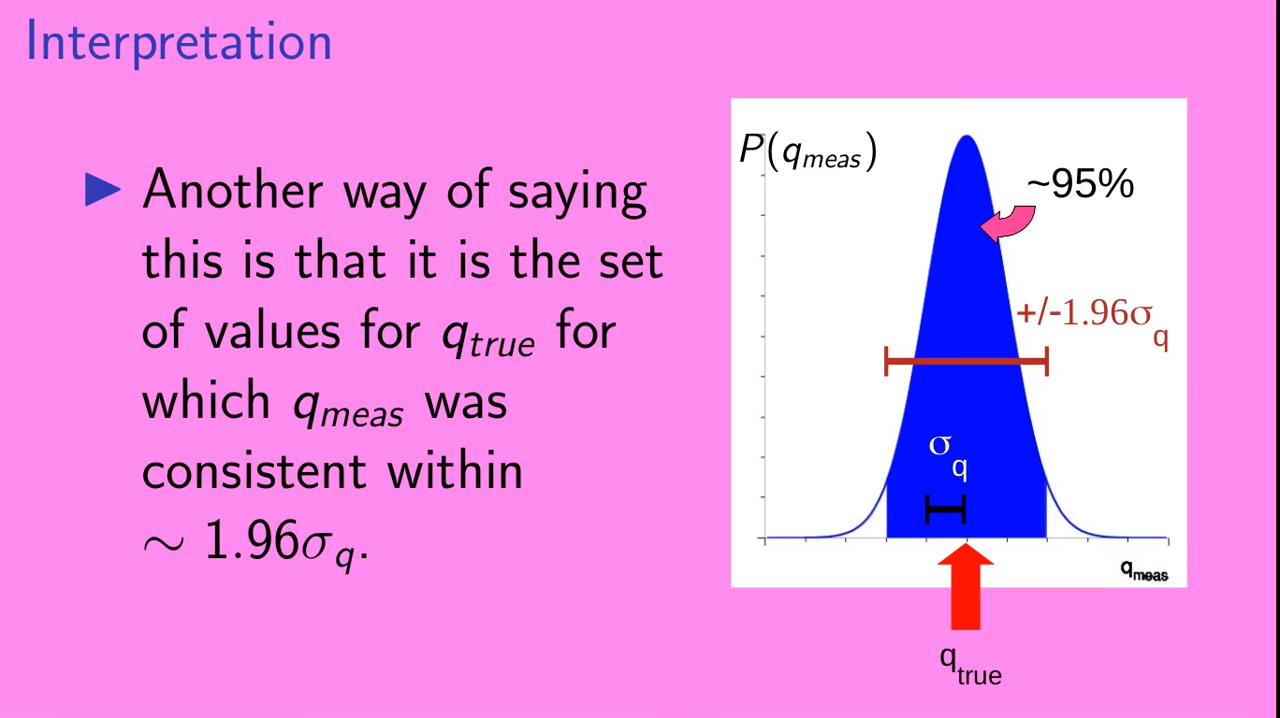 Interpretation
▶ Another way of saying
this is that it is the set
of values for q_true for
which q_meas was
consistent within
∼ 1.96σ_q.
P(q_meas)
~95%
+/-1.96σ_q
σ_q
q_meas
q_true